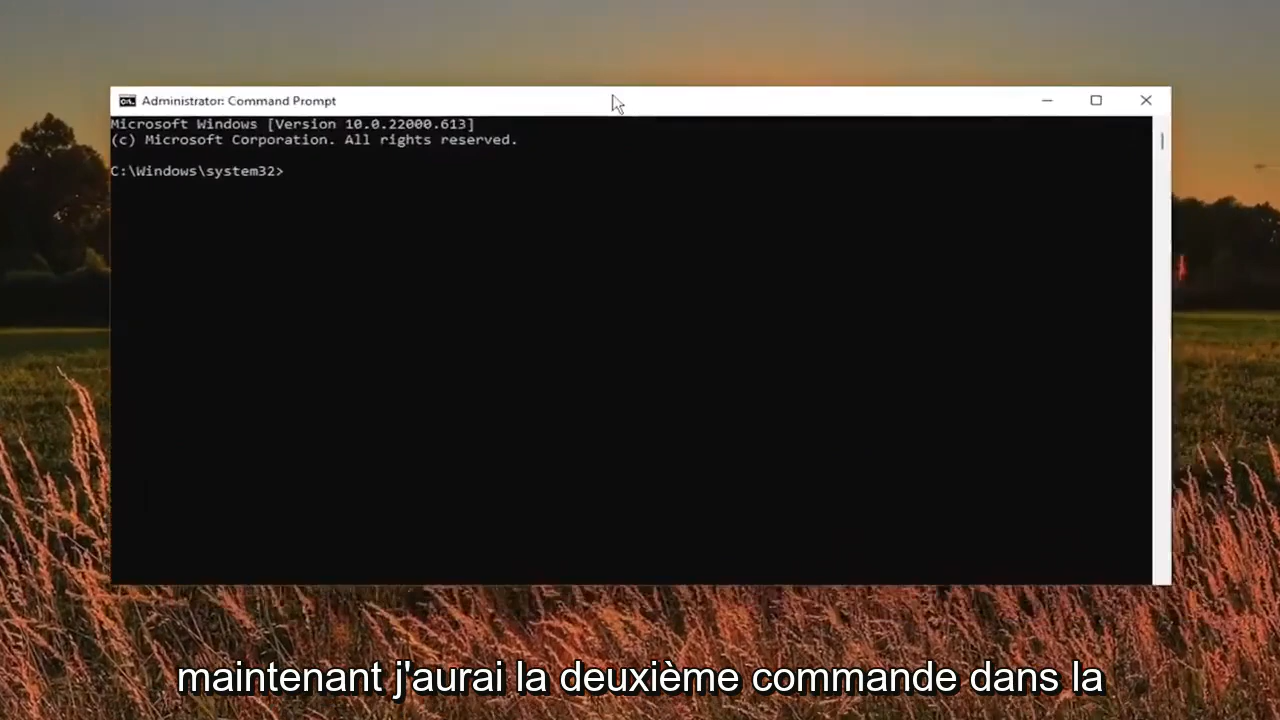 Administrator: Command Prompt
Microsoft Windows [Version 10.0.22000.613]
(c) Microsoft Corporation. All rights reserved.
C:\Windows\system32>
maintenant j'aurai la deuxième commande dans la